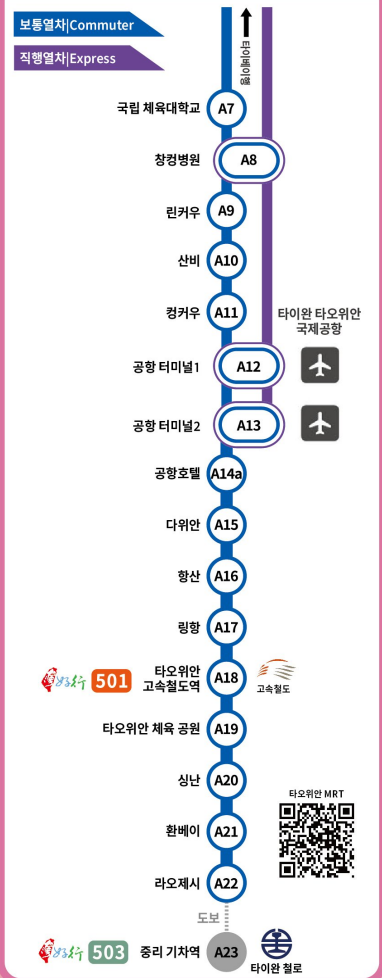 보통열차|Commuter
직행열차|Express
타이베이행
국립 체육대학교 A7
창컹병원 A8
린커우 A9
산비 A10
컹커우 A11
타이완 타오위안
국제공항
공항 터미널1 A12
공항 터미널2 A13
공항호텔 A14a
다위안 A15
항산 A16
링항 A17
好行 501 타오위안
고속철도역 A18
고속철도
타오위안 체육 공원 A19
싱난 A20
타오위안 MRT
환베이 A21
라오제시 A22
도보
好行 503 중리 기차역 A23
타이완 철로